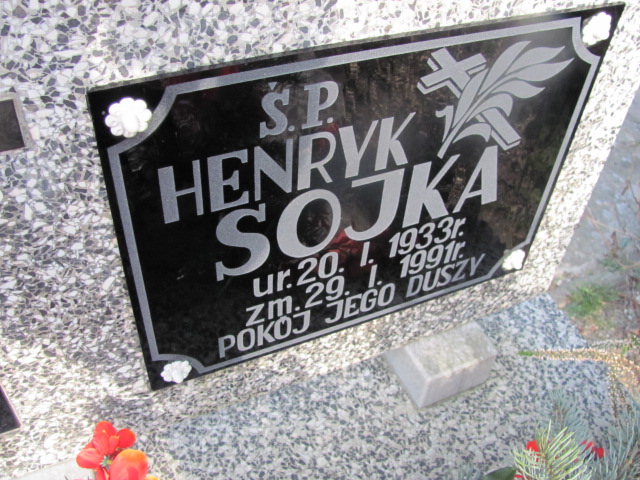 Ś.P.
HENRYK
SOJKA
ur. 20. I. 1933r.
zm. 29. I. 1991r.
POKÓJ JEGO DUSZY